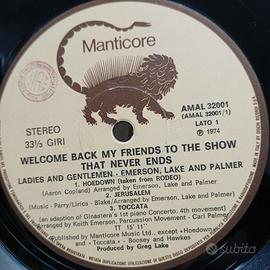 Manticore
AMAL 32001
(AMAL 32001/1)
LATO 1
℗ 1974
STEREO
33⅓ GIRI
WELCOME BACK MY FRIENDS TO THE SHOW
THAT NEVER ENDS
LADIES AND GENTLEMEN - EMERSON, LAKE AND PALMER
1. HOEDOWN (taken from RODEO)
(Aaron Copland) Arranged by Emerson, Lake and Palmer
2. JERUSALEM
(Music - Parry/Lirics - Blake/Arranged by Emerson, Lake
and Palmer)
3. TOCCATA
(an adaption of Ginastera's 1st piano Concerto. 4th movement)
Arranged by Keith Emerson, Percussion Movement - Carl Palmer
TT 15' 11"
Published by Manticore Music Ltd. except «Hoedown»
and «Toccata» - Boosey & Hawkes
Produced by Greg Lake
subito